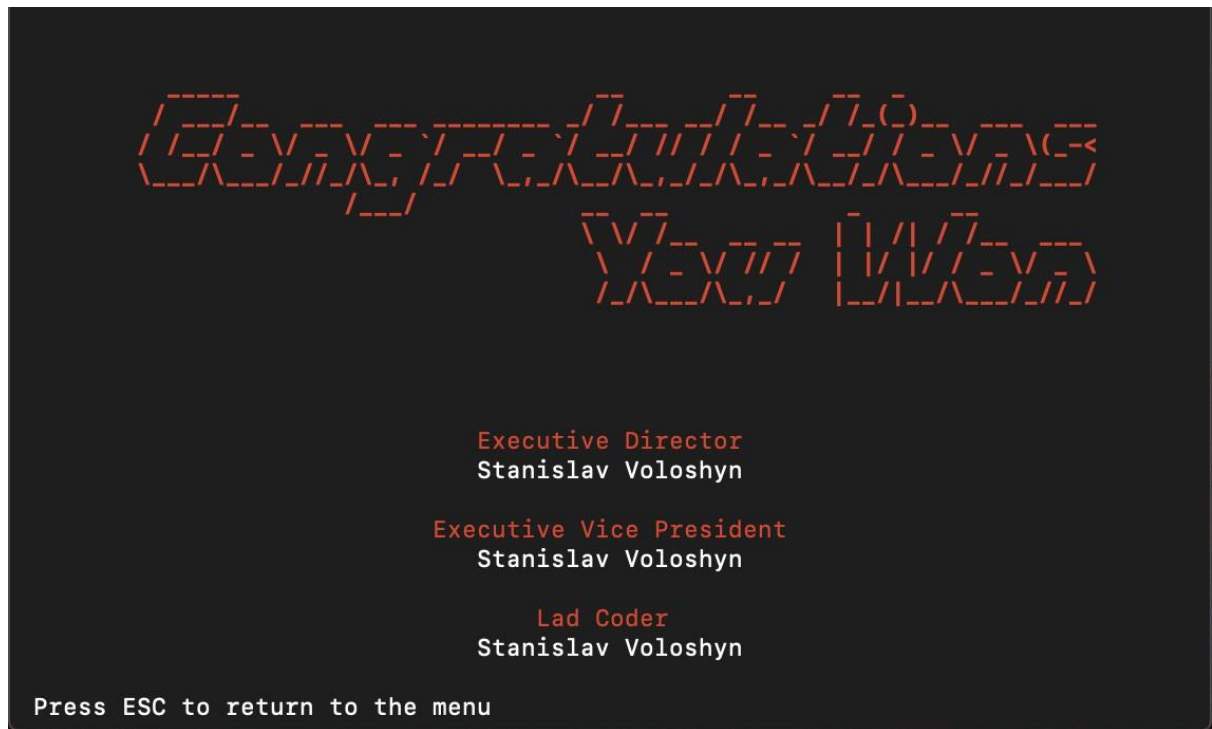 Congratulations
You Won
Executive Director
Stanislav Voloshyn
Executive Vice President
Stanislav Voloshyn
Lad Coder
Stanislav Voloshyn
Press ESC to return to the menu